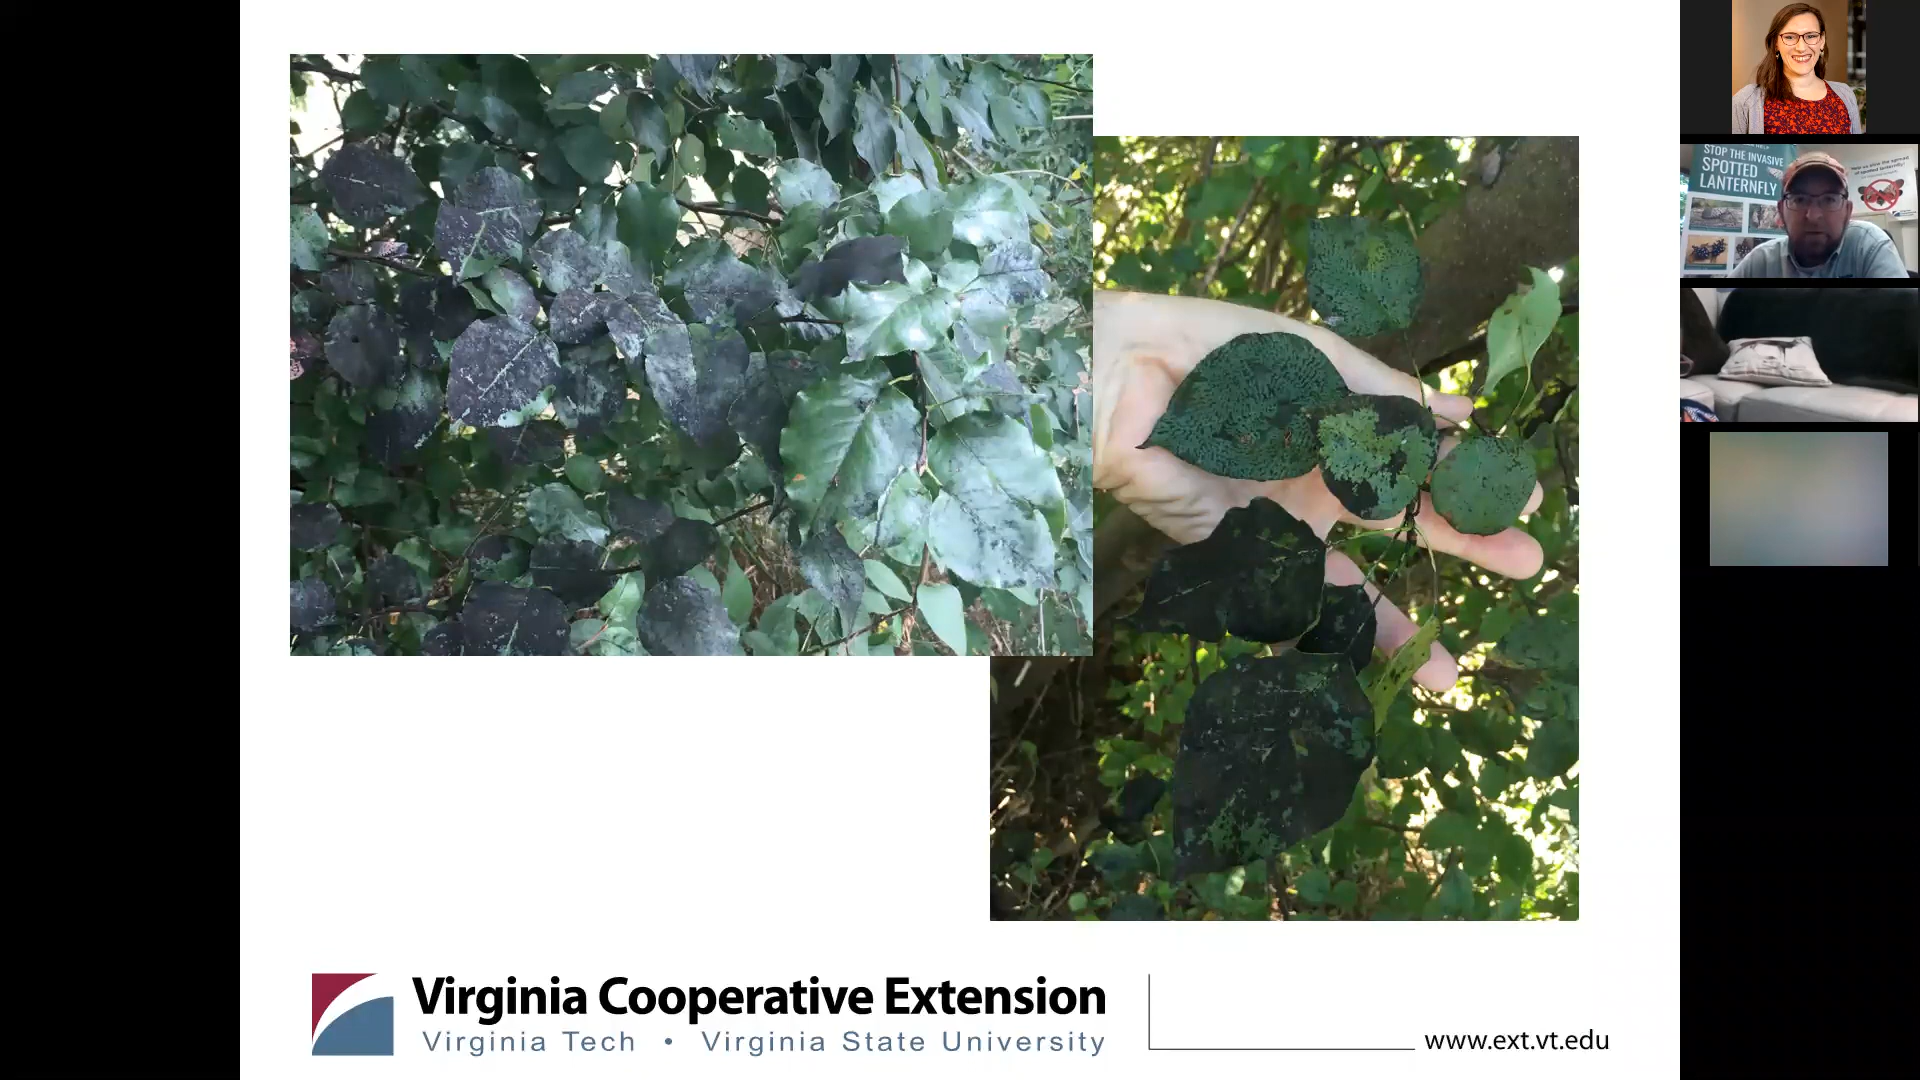 STOP THE INVASIVE
SPOTTED
LANTERNFLY
Virginia Cooperative Extension
Virginia Tech • Virginia State University
www.ext.vt.edu